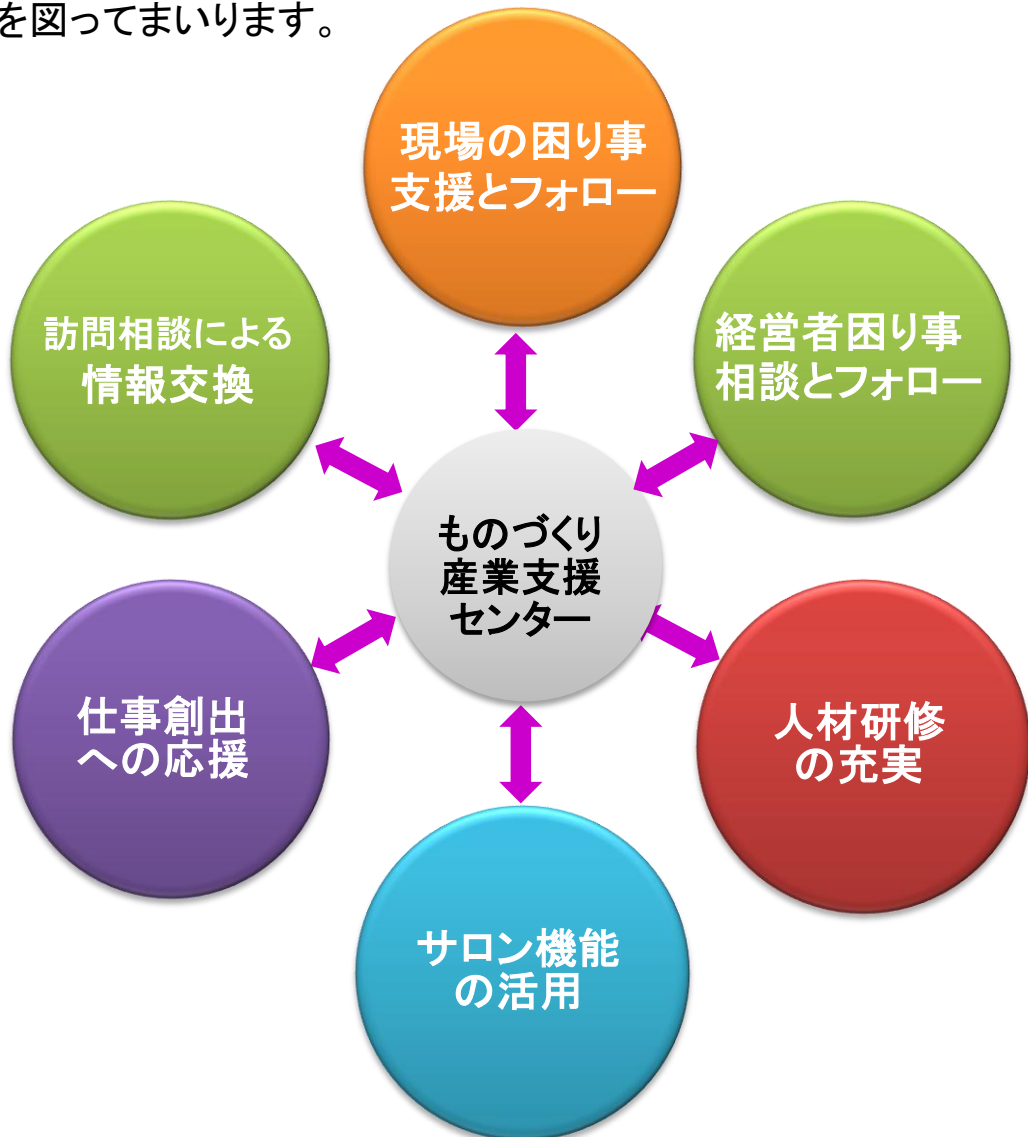 を図ってまいります。
現場の困り事
支援とフォロー
訪問相談による
情報交換
経営者困り事
相談とフォロー
ものづくり
産業支援
センター
仕事創出
への応援
人材研修
の充実
サロン機能
の活用